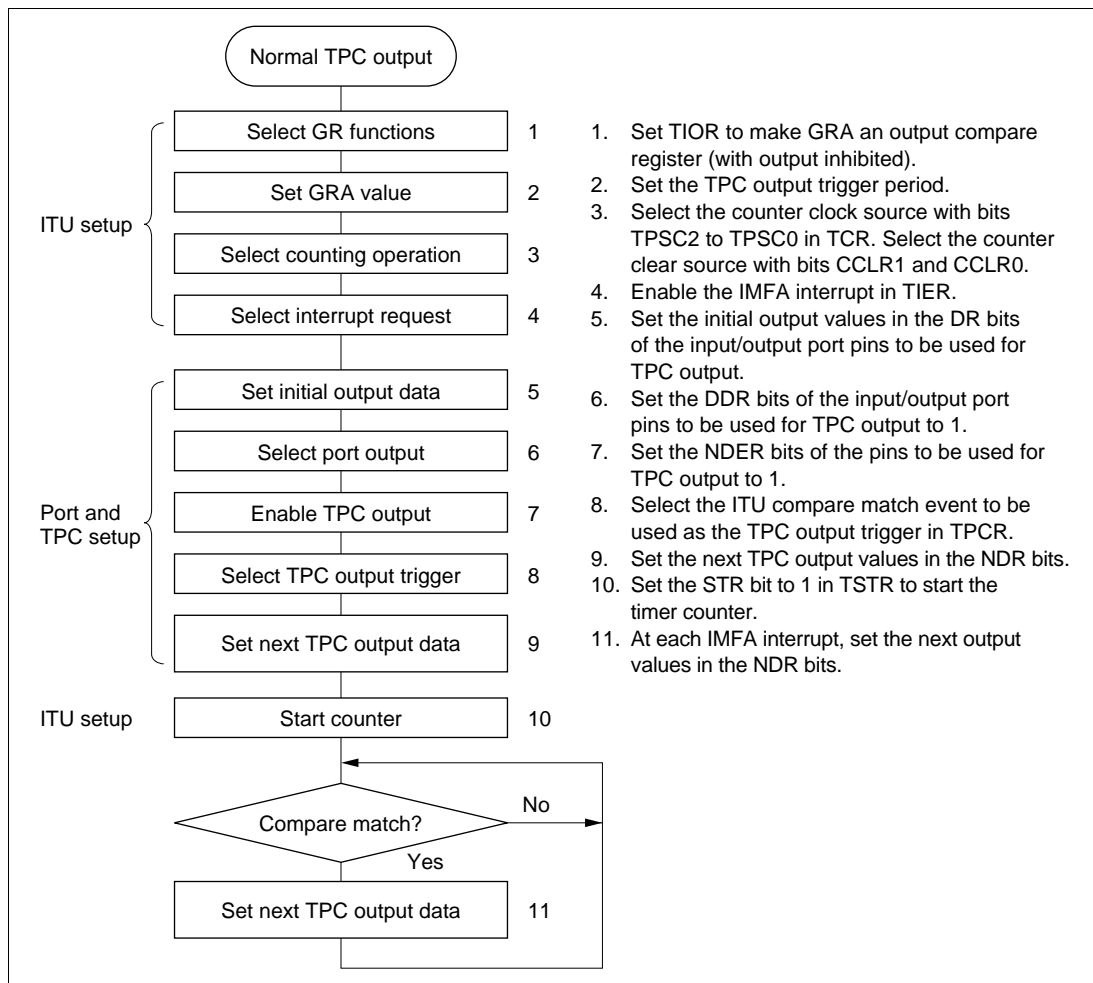 Normal TPC output
Select GR functions 1
Set GRA value 2
ITU setup
Select counting operation 3
Select interrupt request 4
Set initial output data 5
Select port output 6
Port and
TPC setup
Enable TPC output 7
Select TPC output trigger 8
Set next TPC output data 9
ITU setup
Start counter 10
Compare match?
No
Yes
Set next TPC output data 11
1. Set TIOR to make GRA an output compare
register (with output inhibited).
2. Set the TPC output trigger period.
3. Select the counter clock source with bits
TPSC2 to TPSC0 in TCR. Select the counter
clear source with bits CCLR1 and CCLR0.
4. Enable the IMFA interrupt in TIER.
5. Set the initial output values in the DR bits
of the input/output port pins to be used for
TPC output.
6. Set the DDR bits of the input/output port
pins to be used for TPC output to 1.
7. Set the NDER bits of the pins to be used for
TPC output to 1.
8. Select the ITU compare match event to be
used as the TPC output trigger in TPCR.
9. Set the next TPC output values in the NDR bits.
10. Set the STR bit to 1 in TSTR to start the
timer counter.
11. At each IMFA interrupt, set the next output
values in the NDR bits.